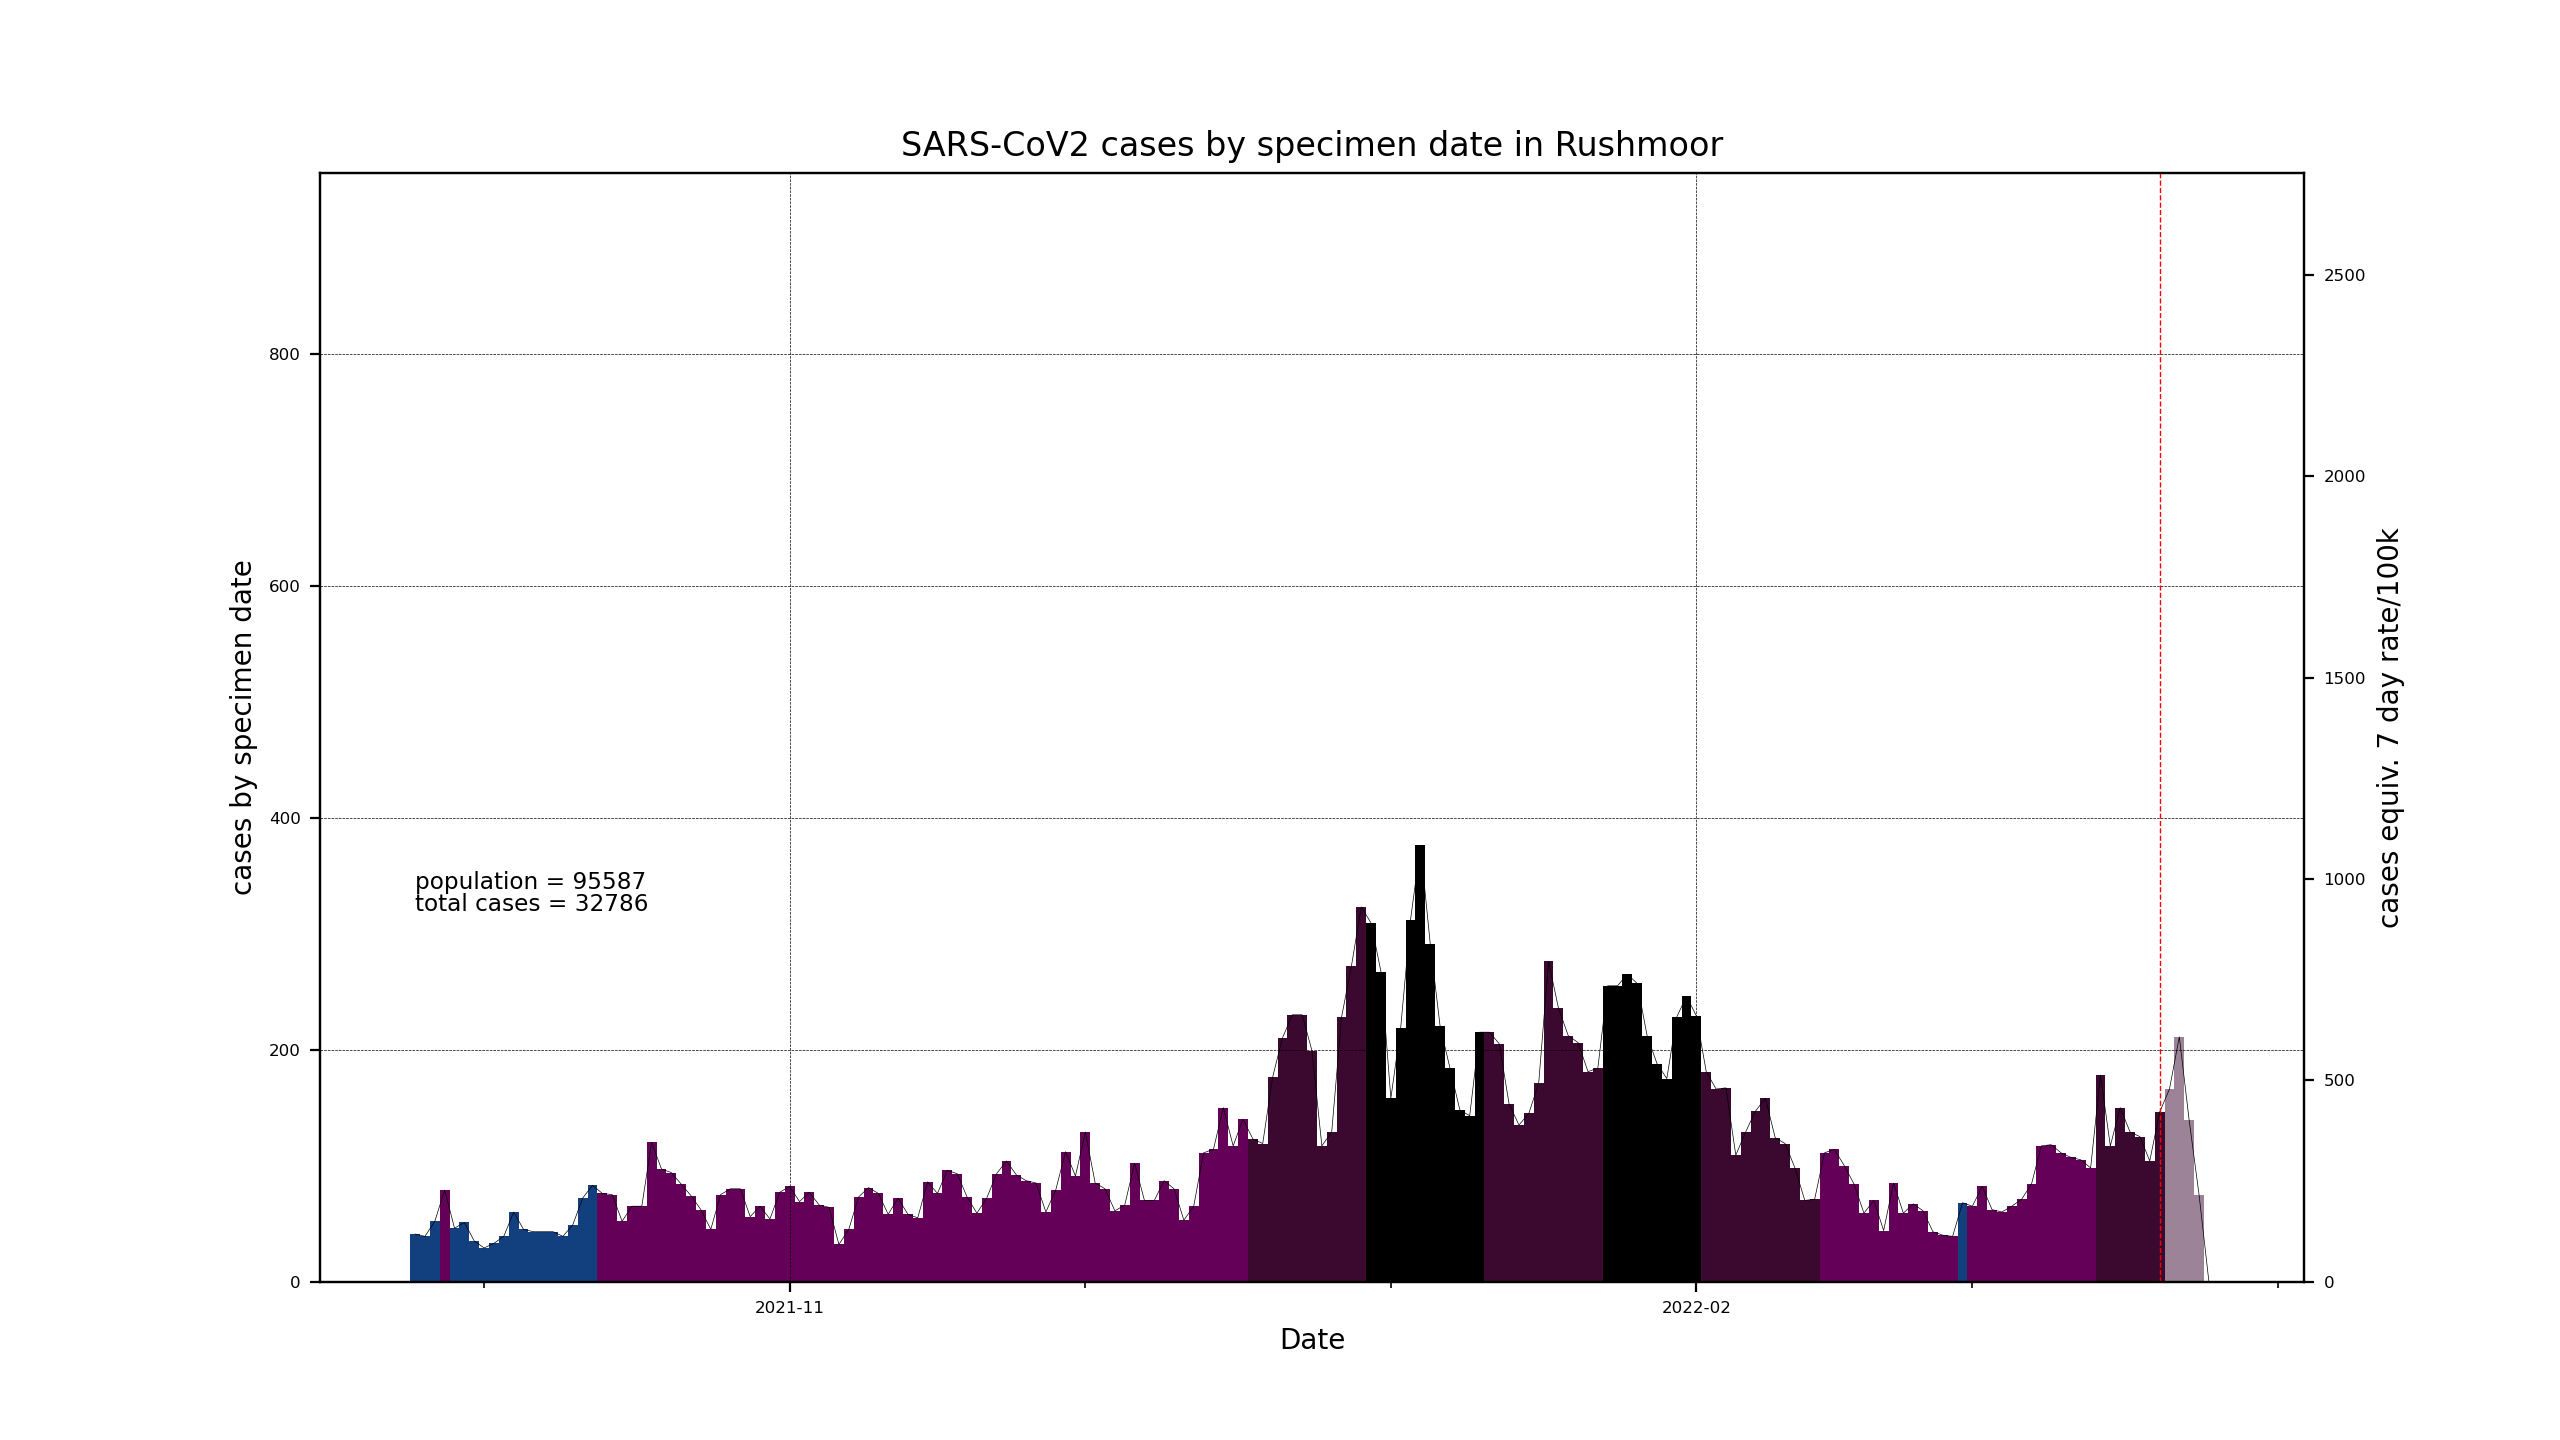 SARS-CoV2 cases by specimen date in Rushmoor
cases by specimen date
800
600
400
200
0
population = 95587
total cases = 32786
2500
2000
1500
1000
500
0
cases equiv. 7 day rate/100k
2021-11
2022-02
Date